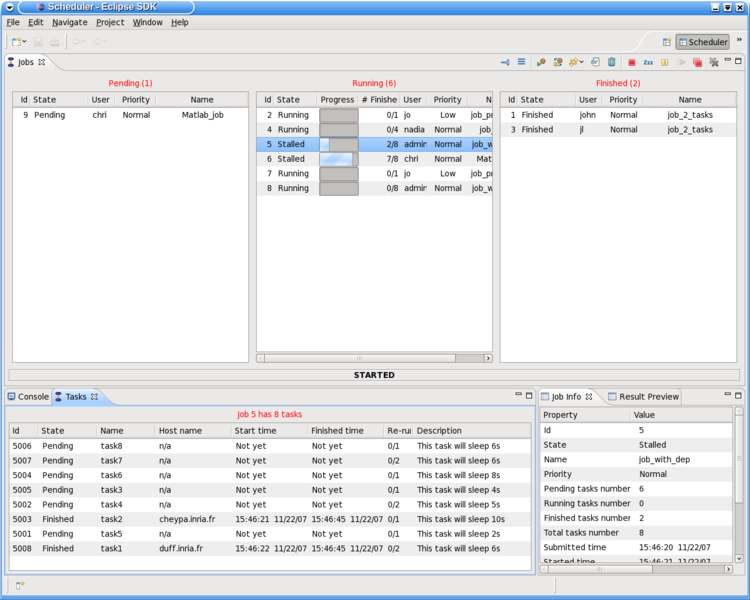 Scheduler - Eclipse SDK
File Edit Navigate Project Window Help
Scheduler »
Jobs
Pending (1) Running (6) Finished (2)
Id State User Priority Name
9 Pending chri Normal Matlab_job
Id State Progress # Finishe User Priority N
2 Running 0/1 jo Low job_pr
4 Running 0/4 nadia Normal job_
5 Stalled 2/8 admin Normal job_w
6 Stalled 7/8 chri Normal Mat
7 Running 0/1 jo Low job_pr
8 Running 0/8 admin Normal job_w
Id State User Priority Name
1 Finished john Normal job_2_tasks
3 Finished jl Normal job_2_tasks
STARTED
Console Tasks
Job 5 has 8 tasks
Id State Name Host name Start time Finished time Re-run Description
5006 Pending task8 n/a Not yet Not yet 0/1 This task will sleep 6s
5007 Pending task7 n/a Not yet Not yet 0/2 This task will sleep 6s
5004 Pending task6 n/a Not yet Not yet 0/1 This task will sleep 8s
5005 Pending task3 n/a Not yet Not yet 0/1 This task will sleep 4s
5002 Pending task4 n/a Not yet Not yet 0/2 This task will sleep 5s
5003 Finished task2 cheypa.inria.fr 15:46:21 11/22/07 15:46:45 11/22/07 0/1 This task will sleep 10s
5001 Pending task5 n/a Not yet Not yet 0/1 This task will sleep 2s
5008 Finished task1 duff.inria.fr 15:46:22 11/22/07 15:46:44 11/22/07 0/2 This task will sleep 6s
Job Info Result Preview
Property Value
Id 5
State Stalled
Name job_with_dep
Priority Normal
Pending tasks number 6
Running tasks number 0
Finished tasks number 2
Total tasks number 8
Submitted time 15:46:20 11/22/07
Started time 15:46:21 11/22/07